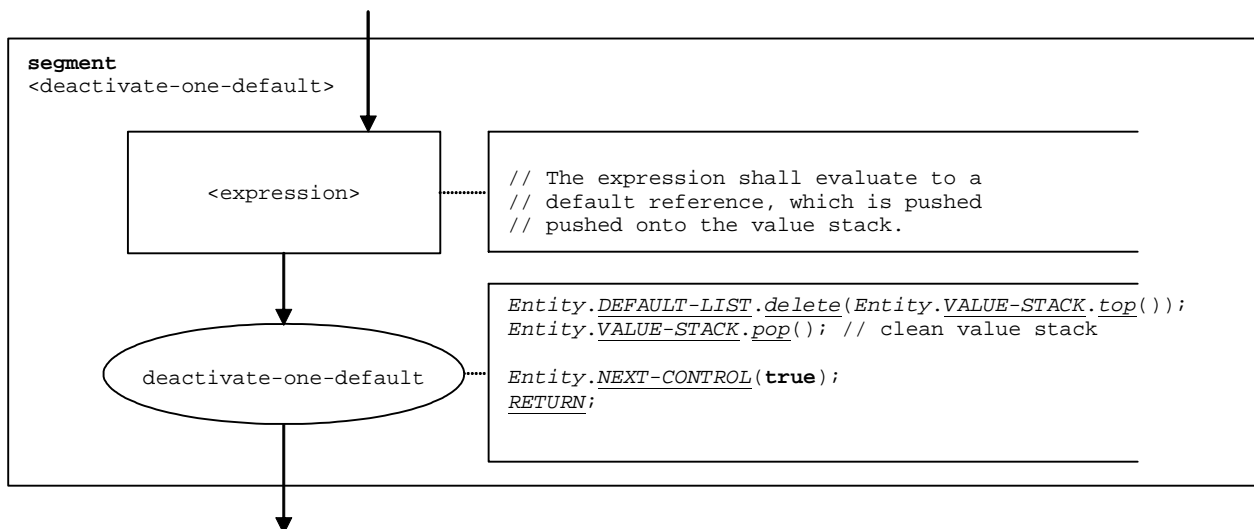 segment
<deactivate-one-default>
<expression>
// The expression shall evaluate to a
// default reference, which is pushed
// pushed onto the value stack.
deactivate-one-default
Entity.DEFAULT-LIST.delete(Entity.VALUE-STACK.top());
Entity.VALUE-STACK.pop(); // clean value stack
Entity.NEXT-CONTROL(true);
RETURN;